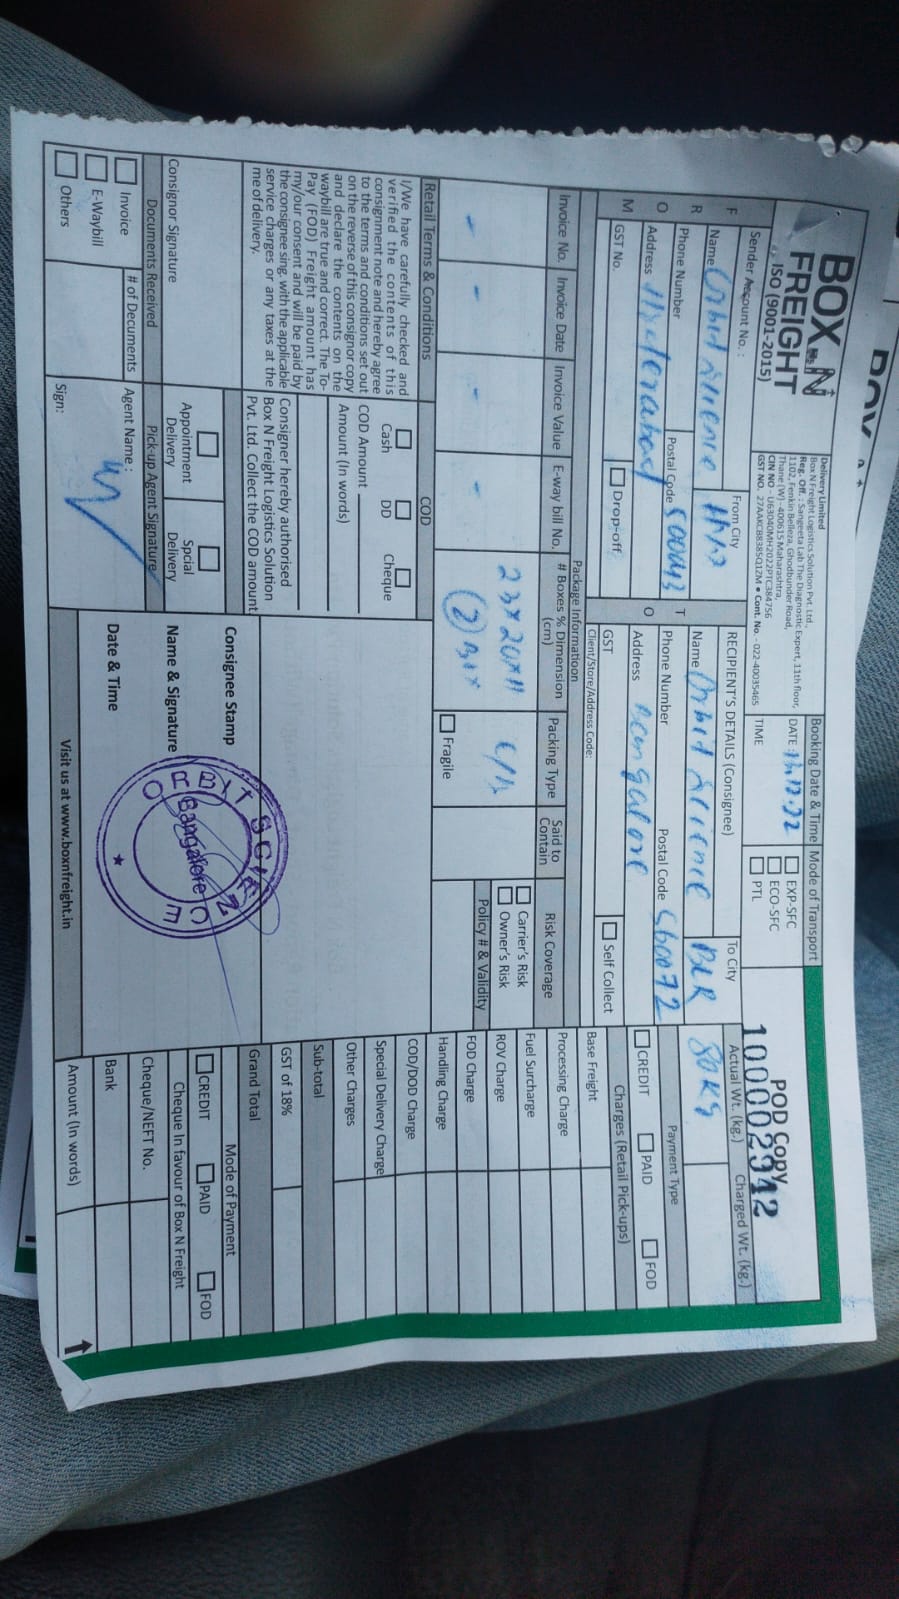 BOX N
FREIGHT
ISO (9001-2015)
Delivery Limited
Box N Freight Logistics Solution Pvt. Ltd.,
Reg. Off. : Sangeeta Lab The Diagnostic Expert, 11th floor,
1102, Fenkin Belleza, Ghodbunder Road,
Thane (W) - 400615 Maharashtra,
CIN NO - U63040MH2022PTC384756
GST NO. 27AAKCB8385Q1ZM • Cont. No. - 022-40035465
Booking Date & Time
DATE :
TIME
Mode of Transport
EXP-SFC
ECO-SFC
PTL
POD Copy
100002942
Sender Account No. :
From City
RECIPIENT'S DETAILS (Consignee)
To City
Actual Wt. (kg.)
Charged Wt. (kg.)
F
R
O
M
Name Orbit Science
Name Orbit Science
BLR
80 KG
Phone Number
Postal Code
T
O
Phone Number
Postal Code 560072
Payment Type
Address Hyderabad
Address Bangalore
CREDIT
PAID
FOD
GST No.
Drop-off
GST
Self Collect
Charges (Retail Pick-ups)
Package Informatioon
Client/Store/Address Code:
Base Freight
Invoice No.
Invoice Date
Invoice Value
E-way bill No.
# Boxes % Dimension
(cm)
Packing Type
Said to
Contain
Risk Coverage
Processing Charge
- - - -
23x20x11
(2) Box
Fragile
Carrier's Risk
Owner's Risk
Policy # & Validity
Fuel Surcharge
ROV Charge
FOD Charge
Handling Charge
Retail Terms & Conditions
COD
COD/DOD Charge
I/We have carefully checked and
verified the contents of this
consignment note and hereby agree
to the terms and conditions set out
on the reverse of this consignor copy
and declare the contents on the
waybill are true and correct. The To-
Pay (FOD) Freight amount has
my/our consent and will be paid by
the consignee sing, with the applicable
service charges or any taxes at the
me of delivery.
Cash
DD
Cheque
COD Amount
Amount (In words)
Consigner hereby authorised
Box N Freight Logistics Solution
Pvt. Ltd. Collect the COD amount
Special Delivery Charge
Other Charges
Sub-total
GST of 18%
Grand Total
Consignor Signature
Appointment
Delivery
Special
Delivery
Consignee Stamp
Name & Signature
ORBYT SCIENCE
Bangalore
Date & Time
Mode of Payment
CREDIT
PAID
FOD
Cheque In favour of Box N Freight
Documents Received
Pick-up Agent Signature
Cheque/NEFT No.
Invoice
E-Waybill
Others
# of Documents
Agent Name :
Sign:
Bank
Visit us at www.boxnfreight.in
Amount (In words)